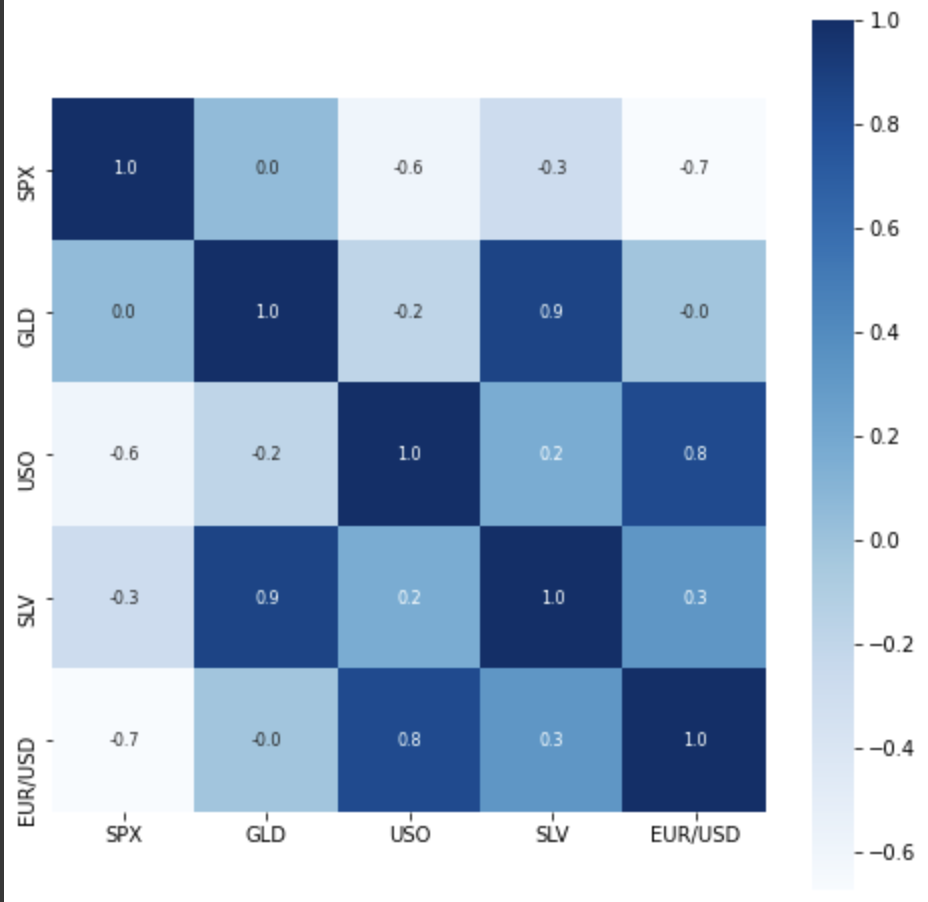 1.0
0.8
0.6
0.4
0.2
0.0
−0.2
−0.4
−0.6
SPX 1.0 0.0 -0.6 -0.3 -0.7
GLD 0.0 1.0 -0.2 0.9 -0.0
USO -0.6 -0.2 1.0 0.2 0.8
SLV -0.3 0.9 0.2 1.0 0.3
EUR/USD -0.7 -0.0 0.8 0.3 1.0
SPX GLD USO SLV EUR/USD